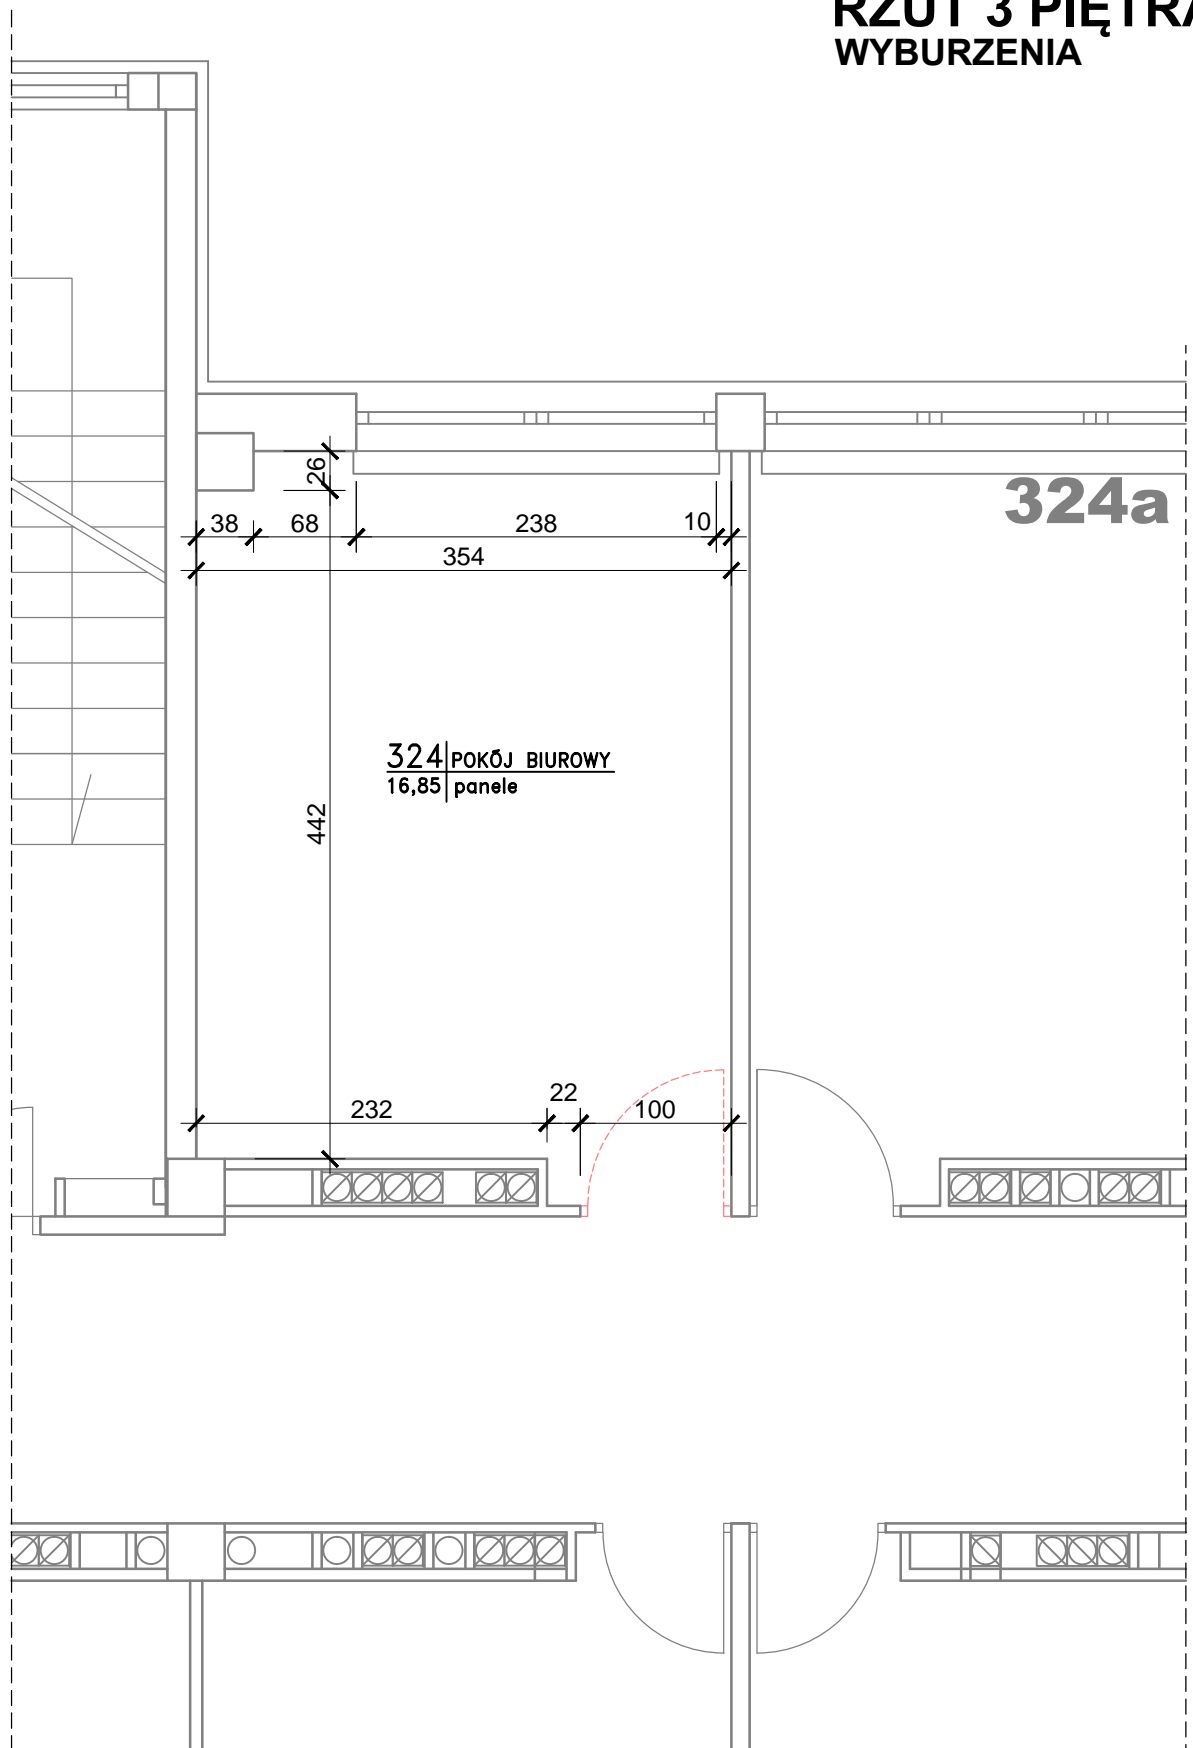 RZUT 3 PIĘTRA
WYBURZENIA
26
324a
38 68 238 10
354
324 POKÓJ BIUROWY
16,85 panele
442
22
232 100